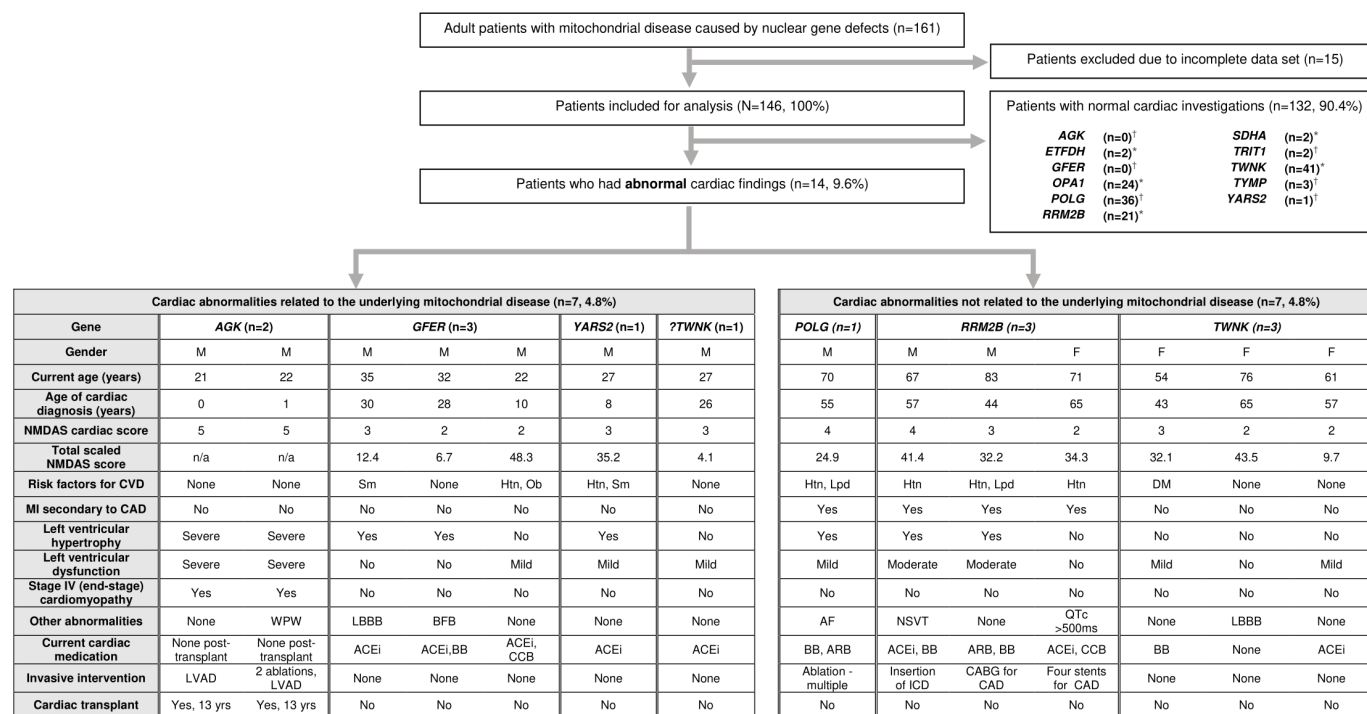 Adult patients with mitochondrial disease caused by nuclear gene defects (n=161)
Patients excluded due to incomplete data set (n=15)
Patients included for analysis (N=146, 100%)
Patients with normal cardiac investigations (n=132, 90.4%)
AGK (n=0)† SDHA (n=2)*
ETFDH (n=2)* TRIT1 (n=2)†
GFER (n=0)† TWNK (n=41)*
OPA1 (n=24)* TYMP (n=3)†
POLG (n=36)† YARS2 (n=1)†
RRM2B (n=21)*
Patients who had abnormal cardiac findings (n=14, 9.6%)
Cardiac abnormalities related to the underlying mitochondrial disease (n=7, 4.8%)
Gene AGK (n=2) GFER (n=3) YARS2 (n=1) ?TWNK (n=1)
Gender M M M M M M M
Current age (years) 21 22 35 32 22 27 27
Age of cardiac
diagnosis (years) 0 1 30 28 10 8 26
NMDAS cardiac score 5 5 3 2 2 3 3
Total scaled
NMDAS score n/a n/a 12.4 6.7 48.3 35.2 4.1
Risk factors for CVD None None Sm None Htn, Ob Htn, Sm None
MI secondary to CAD No No No No No No No
Left ventricular
hypertrophy Severe Severe Yes Yes No Yes No
Left ventricular
dysfunction Severe Severe No No Mild Mild Mild
Stage IV (end-stage)
cardiomyopathy Yes Yes No No No No No
Other abnormalities None WPW LBBB BFB None None None
Current cardiac
medication None post-
transplant None post-
transplant ACEi ACEi,BB ACEi,
CCB ACEi ACEi
Invasive intervention LVAD 2 ablations,
LVAD None None None None None
Cardiac transplant Yes, 13 yrs Yes, 13 yrs No No No No No
Cardiac abnormalities not related to the underlying mitochondrial disease (n=7, 4.8%)
POLG (n=1) RRM2B (n=3) TWNK (n=3)
M M M F F F F
70 67 83 71 54 76 61
55 57 44 65 43 65 57
4 4 3 2 3 2 2
24.9 41.4 32.2 34.3 32.1 43.5 9.7
Htn, Lpd Htn Htn, Lpd Htn DM None None
Yes Yes Yes Yes No No No
Yes Yes Yes No No No No
Mild Moderate Moderate No Mild No Mild
No No No No No No No
AF NSVT None QTc
>500ms None LBBB None
BB, ARB ACEi, BB ARB, BB ACEi, CCB BB None ACEi
Ablation -
multiple Insertion
of ICD CABG for
CAD Four stents
for CAD None None None
No No No No No No No